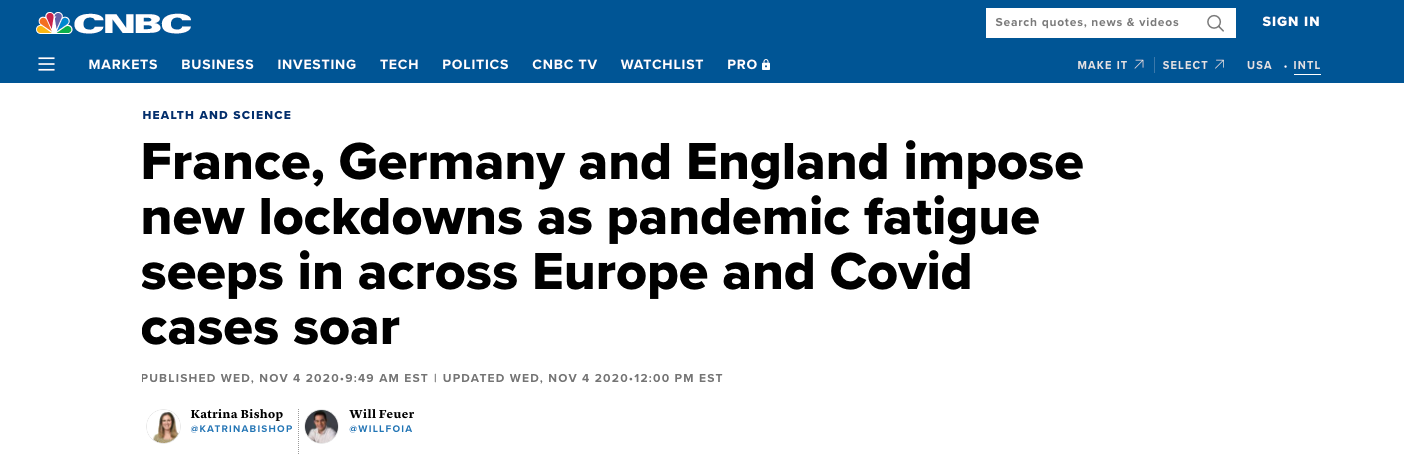 CNBC
Search quotes, news & videos
SIGN IN
MARKETS BUSINESS INVESTING TECH POLITICS CNBC TV WATCHLIST PRO
MAKE IT SELECT USA • INTL
HEALTH AND SCIENCE
France, Germany and England impose
new lockdowns as pandemic fatigue
seeps in across Europe and Covid
cases soar
PUBLISHED WED, NOV 4 2020•9:49 AM EST | UPDATED WED, NOV 4 2020•12:00 PM EST
Katrina Bishop
@KATRINABISHOP
Will Feuer
@WILLFOIA